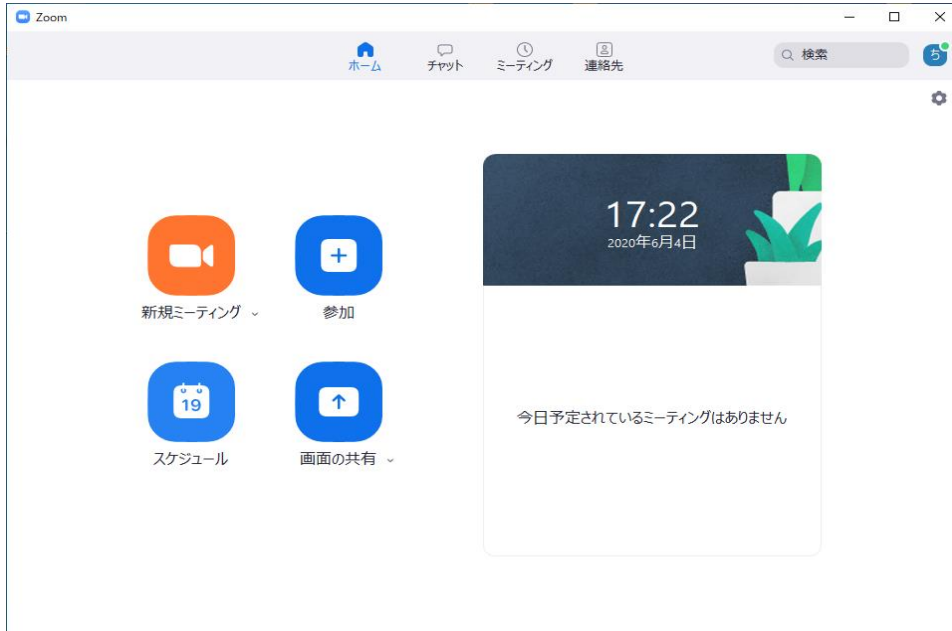 Zoom
ホーム
チャット
ミーティング
連絡先
検索
ち
17:22
2020年6月4日
新規ミーティング
参加
19
スケジュール
画面の共有
今日予定されているミーティングはありません